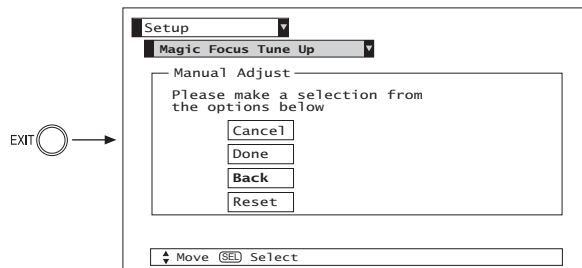 Setup
Magic Focus Tune Up
Manual Adjust
Please make a selection from
the options below
Cancel
Done
Back
Reset
EXIT
Move SEL Select